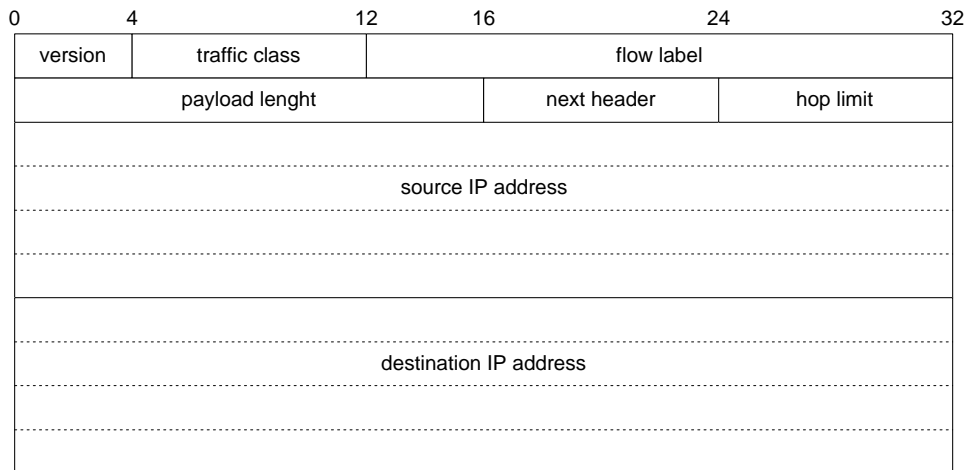 0 4 12 16 24 32
version traffic class flow label
payload lenght next header hop limit
source IP address
destination IP address